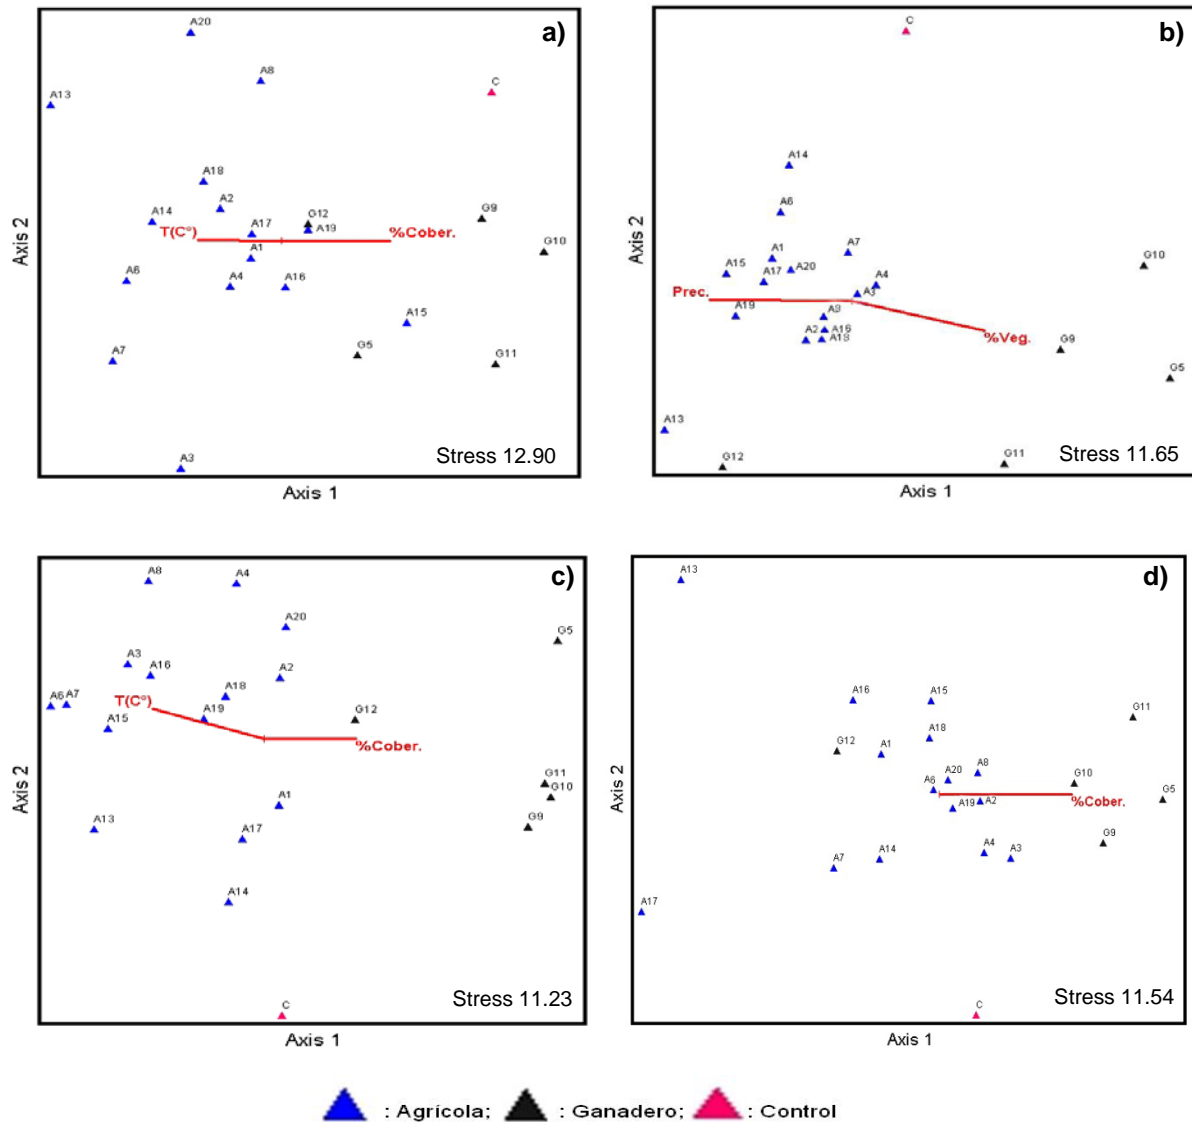 a)
A20
A8
C
A13
A18
A2
A14
A17
G12
A19
G9
T(C°)
%Cober.
G10
A1
A6
A4
A16
A15
G5
G11
A7
A3
Stress 12.90
Axis 2
Axis 1
b)
C
A14
A6
A1
A7
A15
A17
A20
A4
G10
Prec.
A3
A19
A16
A2
A18
%Veg.
G9
G5
A13
G12
G11
Stress 11.65
Axis 2
Axis 1
c)
A8
A4
A20
G5
A3
A16
A2
A6
A7
T(C°)
A18
A19
G12
A15
%Cober.
G11
G10
A1
A13
A17
G9
A14
C
Stress 11.23
Axis 2
Axis 1
d)
A13
A16
A15
G11
A18
G12
A1
A8
A20
A6
G10
A19
A2
%Cober.
G5
G9
A4
A3
A7
A14
A17
C
Stress 11.54
Axis 2
Axis 1
: Agrícola; : Ganadero; : Control